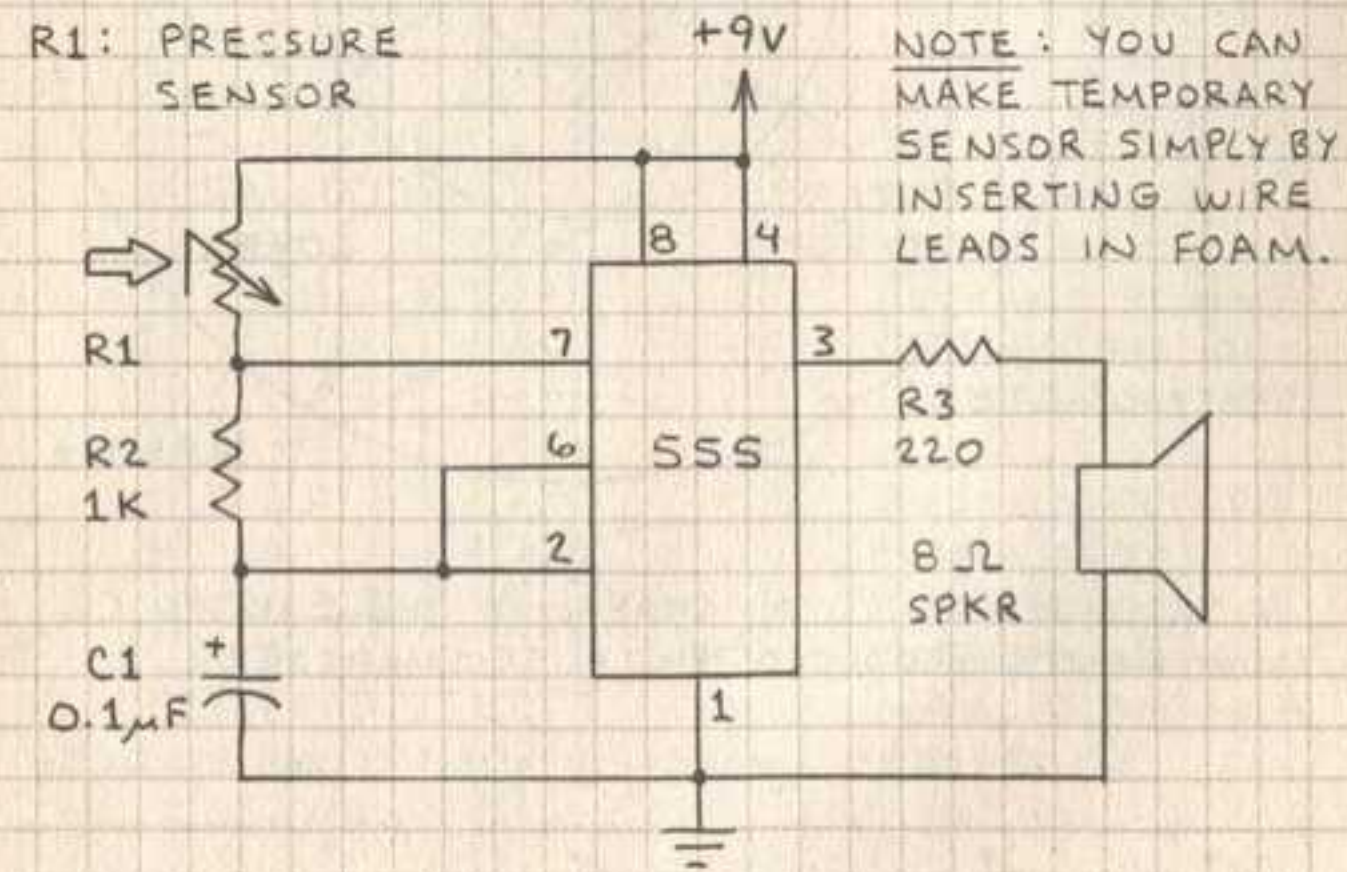 R1: PRESSURE
SENSOR
+9V
NOTE: YOU CAN
MAKE TEMPORARY
SENSOR SIMPLY BY
INSERTING WIRE
LEADS IN FOAM.
8
4
R1
7
3
R2
1K
6
555
R3
220
2
8 Ω
SPKR
+
C1
0.1µF
1